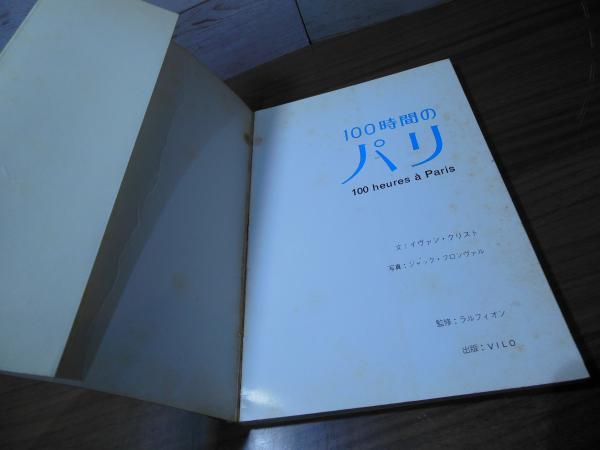 100時間の
パリ
100 heures à Paris
文:イヴァン・クリスト
写真:ジャック・フロンヴァル
監修:ラルフィオン
出版:VILO